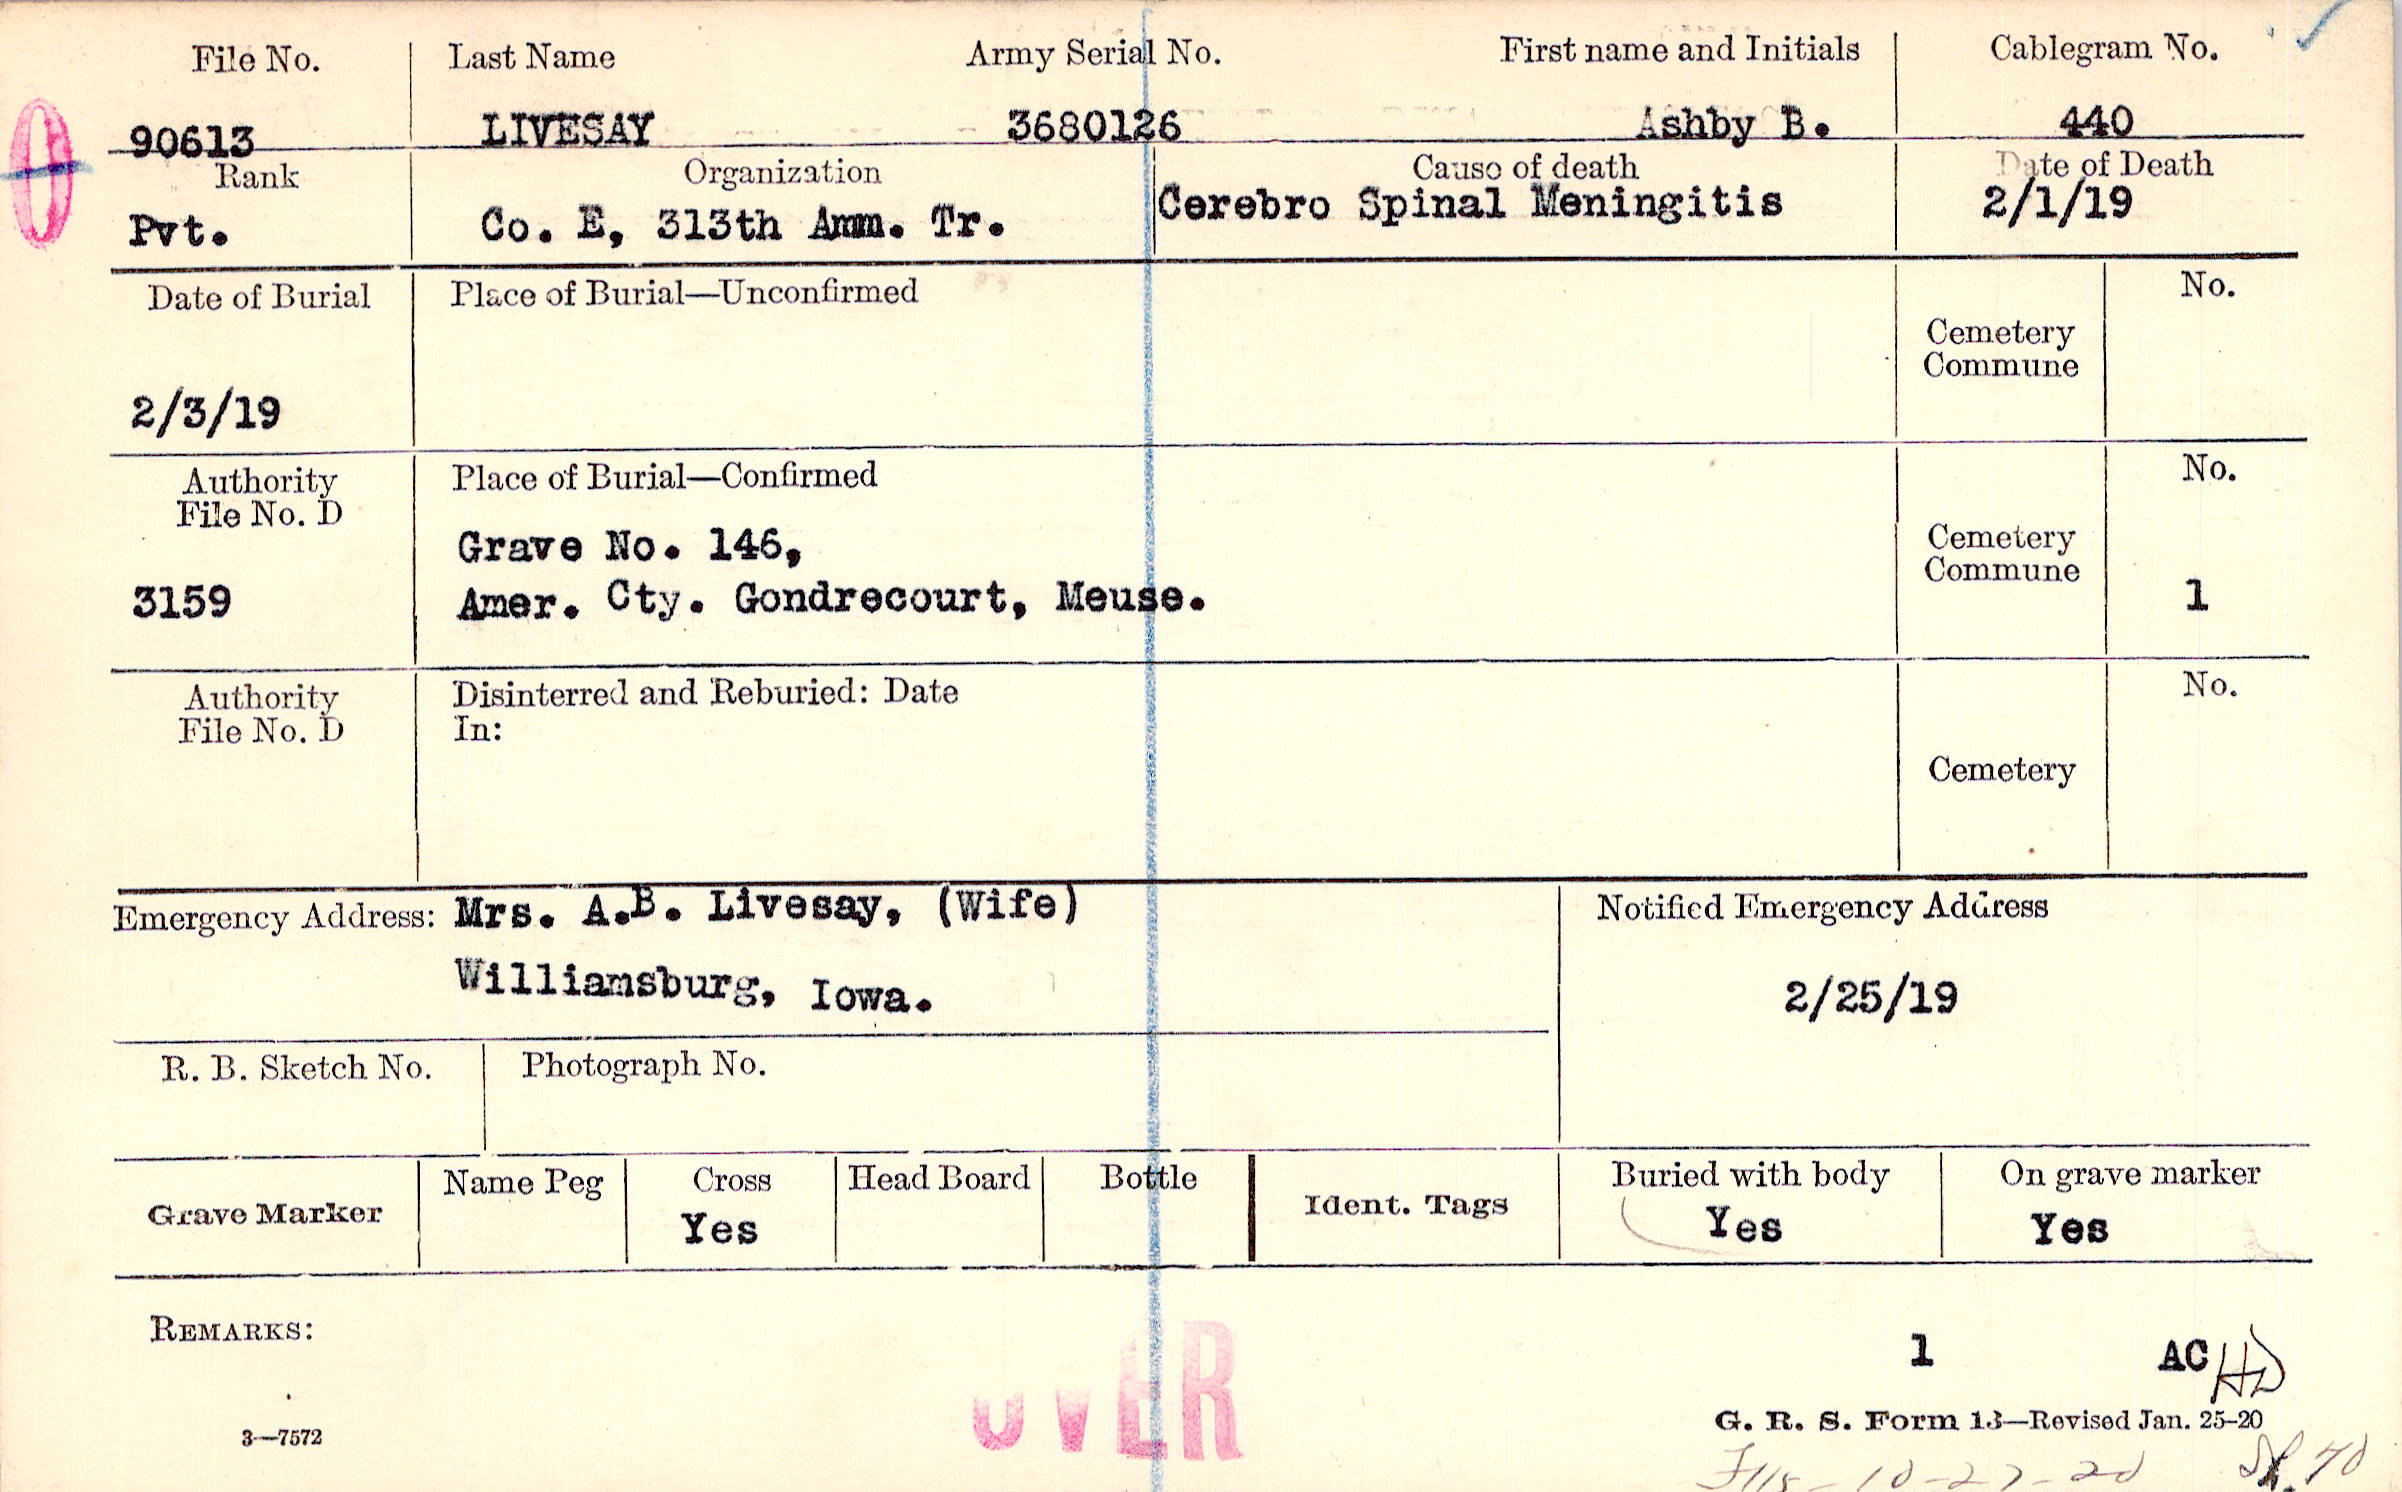 File No. Last Name Army Serial No. First name and Initials Cablegram No.
90613 LIVESAY 3680126 Ashby B. 440
Rank Organization Cause of death Date of Death
Pvt. Co. E, 313th Amm. Tr. Cerebro Spinal Meningitis 2/1/19
Date of Burial Place of Burial—Unconfirmed No.
Cemetery
Commune
2/3/19
Authority Place of Burial—Confirmed No.
File No. D
Grave No. 146, Cemetery
Commune
3159 Amer. Cty. Gondrecourt, Meuse. 1
Authority Disinterred and Reburied: Date No.
File No. D In:
Cemetery
Emergency Address: Mrs. A.B. Livesay, (Wife) Notified Emergency Address
Williamsburg, Iowa. 2/25/19
R. B. Sketch No. Photograph No.
Grave Marker Name Peg Cross Head Board Bottle Ident. Tags Buried with body On grave marker
Yes Yes Yes
REMARKS:
1 AC HD
OVER
3—7572 G. R. S. Form 13—Revised Jan. 25-20
10-27-20